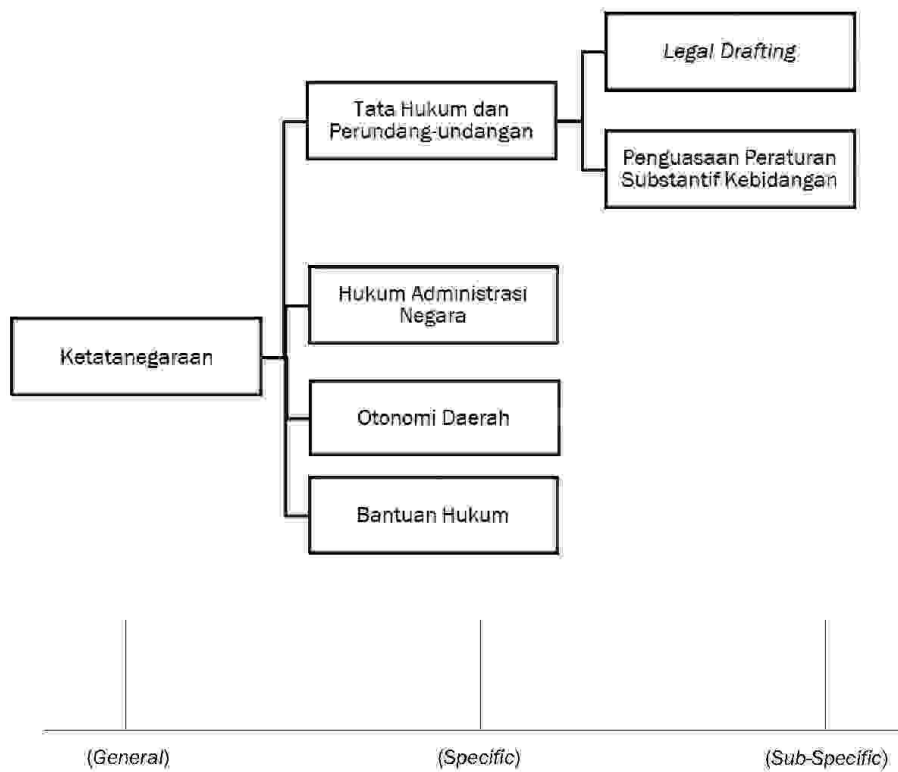 Legal Drafting
Tata Hukum dan
Perundang-undangan
Penguasaan Peraturan
Substantif Kebidangan
Hukum Administrasi
Negara
Ketatanegaraan
Otonomi Daerah
Bantuan Hukum
(General)
(Specific)
(Sub-Specific)